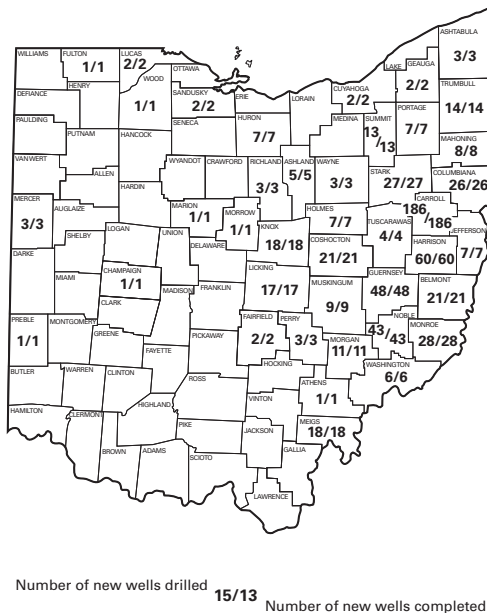 ASHTABULA
3/3
WILLIAMS
FULTON
1/1
LUCAS
2/2
OTTAWA
LAKE
GEAUGA
2/2
TRUMBULL
14/14
HENRY
WOOD
1/1
SANDUSKY
2/2
ERIE
LORAIN
CUYAHOGA
2/2
DEFIANCE
SENECA
HURON
7/7
MEDINA
SUMMIT
13/13
PORTAGE
7/7
MAHONING
8/8
PAULDING
PUTNAM
HANCOCK
VAN WERT
ALLEN
WYANDOT
CRAWFORD
RICHLAND
3/3
ASHLAND
5/5
WAYNE
3/3
STARK
27/27
COLUMBIANA
26/26
HARDIN
CARROLL
186/186
MERCER
3/3
AUGLAIZE
MARION
1/1
MORROW
1/1
KNOX
18/18
HOLMES
7/7
TUSCARAWAS
4/4
JEFFERSON
7/7
SHELBY
LOGAN
UNION
DELAWARE
COSHOCTON
21/21
HARRISON
60/60
DARKE
CHAMPAIGN
1/1
LICKING
17/17
MUSKINGUM
9/9
GUERNSEY
48/48
BELMONT
21/21
MIAMI
CLARK
MADISON
FRANKLIN
PREBLE
1/1
MONTGOMERY
GREENE
FAIRFIELD
2/2
PERRY
3/3
NOBLE
43/43
MONROE
28/28
PICKAWAY
MORGAN
11/11
FAYETTE
HOCKING
WASHINGTON
6/6
BUTLER
WARREN
CLINTON
ROSS
ATHENS
1/1
VINTON
HAMILTON
CLERMONT
HIGHLAND
PIKE
JACKSON
MEIGS
18/18
BROWN
ADAMS
SCIOTO
GALLIA
LAWRENCE
Number of new wells drilled
15/13
Number of new wells completed